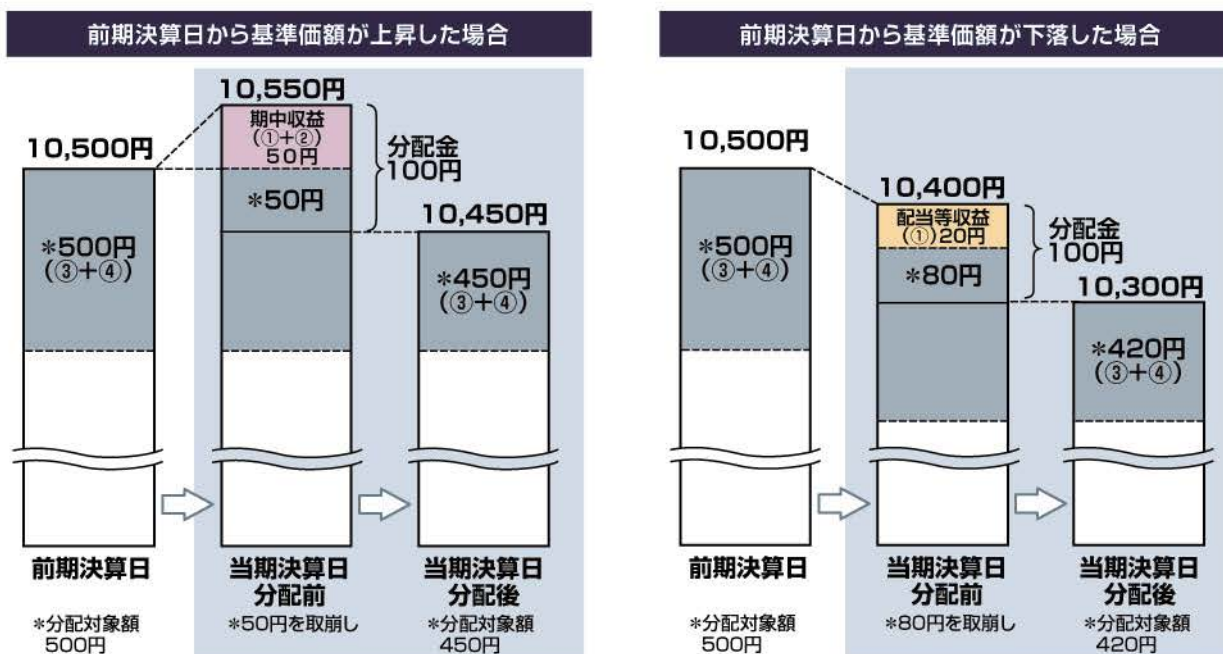 前期決算日から基準価額が上昇した場合
10,550円
10,500円
期中収益
(①+②)
50円
分配金
100円
*50円
10,450円
*500円
(③+④)
*450円
(③+④)
前期決算日
当期決算日
分配前
当期決算日
分配後
*分配対象額
500円
*50円を取崩し
*分配対象額
450円
前期決算日から基準価額が下落した場合
10,500円
10,400円
配当等収益
(①)20円
分配金
100円
*500円
(③+④)
*80円
10,300円
*420円
(③+④)
前期決算日
当期決算日
分配前
当期決算日
分配後
*分配対象額
500円
*80円を取崩し
*分配対象額
420円